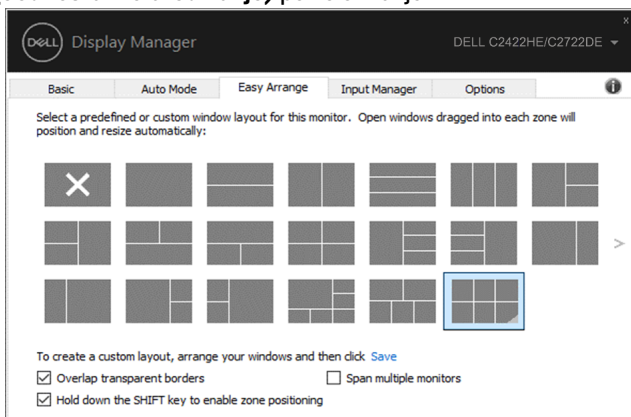 DELL Display Manager
x
DELL C2422HE/C2722DE
Basic Auto Mode Easy Arrange Input Manager Options
Select a predefined or custom window layout for this monitor. Open windows dragged into each zone will
position and resize automatically:
To create a custom layout, arrange your windows and then click Save
Overlap transparent borders Span multiple monitors
Hold down the SHIFT key to enable zone positioning